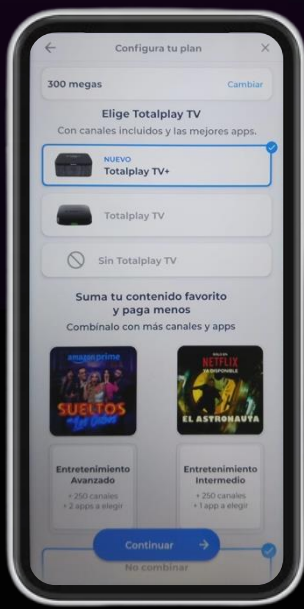 Configura tu plan
300 megas
Cambiar
Elige Totalplay TV
Con canales incluidos y las mejores apps.
NUEVO
Totalplay TV+
Totalplay TV
Sin Totalplay TV
Suma tu contenido favorito
y paga menos
Combínalo con más canales y apps
amazon prime
SUELTOS
NETFLIX
YA DISPONIBLE
EL ASTRONAUTA
Entretenimiento
Avanzado
+ 250 canales
+ 2 apps a elegir
Entretenimiento
Intermedio
+ 250 canales
+ 1 app a elegir
Continuar
No combinar